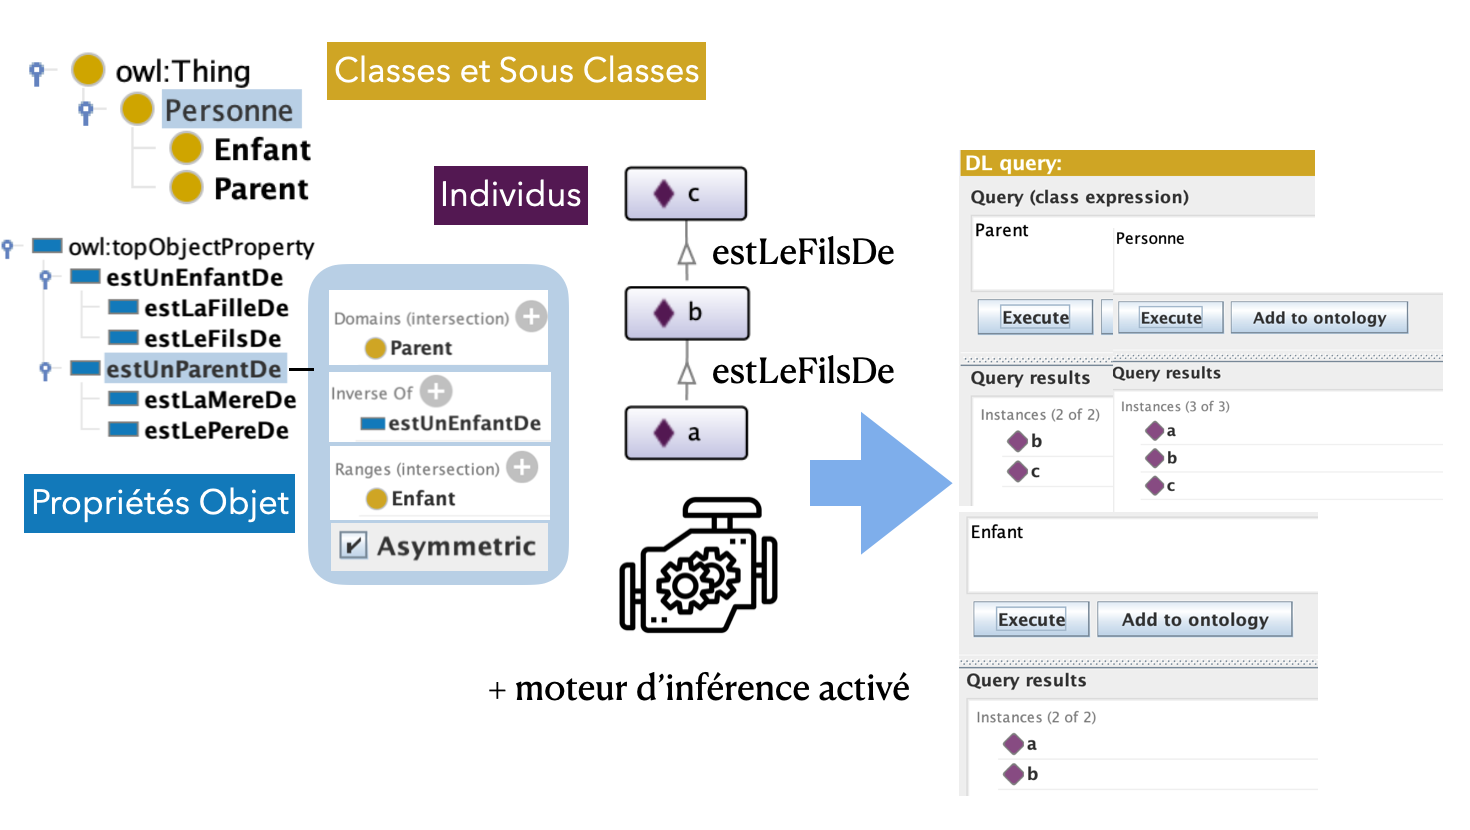 owl:Thing
Personne
Enfant
Parent
Classes et Sous Classes
owl:topObjectProperty
estUnEnfantDe
estLaFilleDe
estLeFilsDe
estUnParentDe
estLaMereDe
estLePereDe
Propriétés Objet
Domains (intersection)
Parent
Inverse Of
estUnEnfantDe
Ranges (intersection)
Enfant
Asymmetric
Individus
c
estLeFilsDe
b
estLeFilsDe
a
+ moteur d’inférence activé
DL query:
Query (class expression)
Parent
Execute
Query results
Instances (2 of 2)
b
c
Personne
Execute Add to ontology
Query results
Instances (3 of 3)
a
b
c
Enfant
Execute Add to ontology
Query results
Instances (2 of 2)
a
b